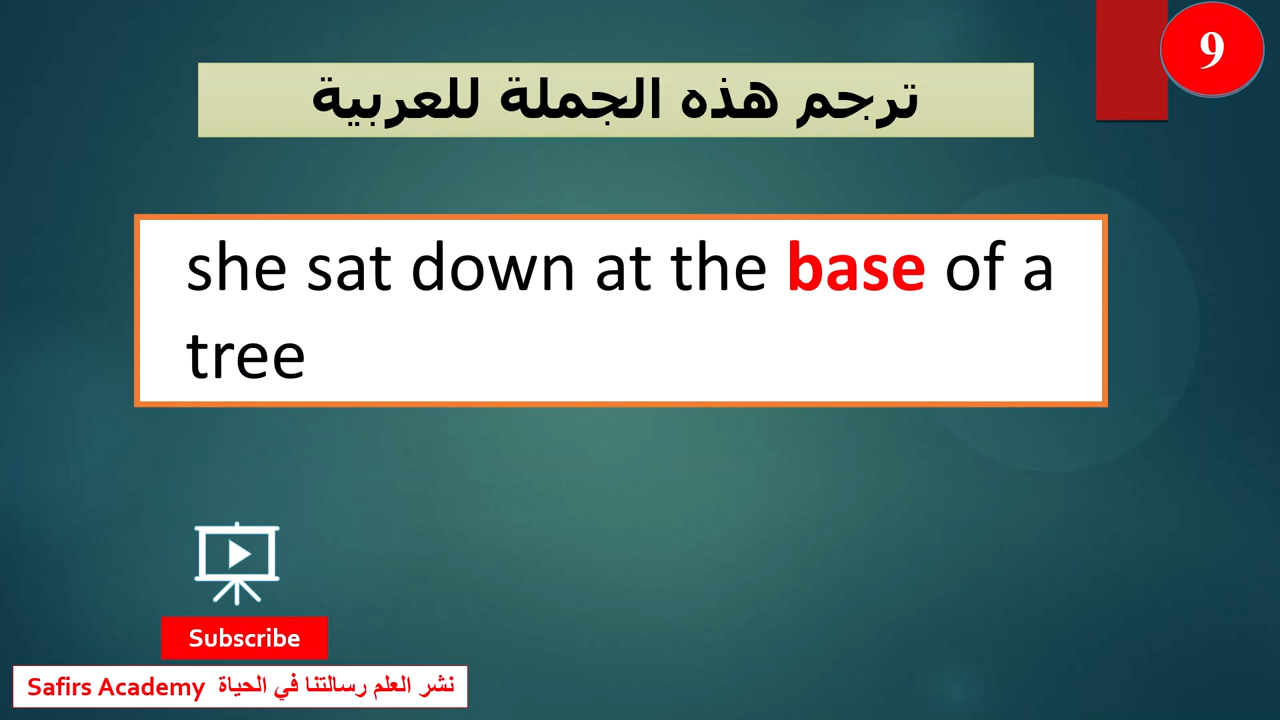 9
ترجم هذه الجملة للعربية
she sat down at the base of a
tree
Subscribe
Safirs Academy نشر العلم رسالتنا في الحياة